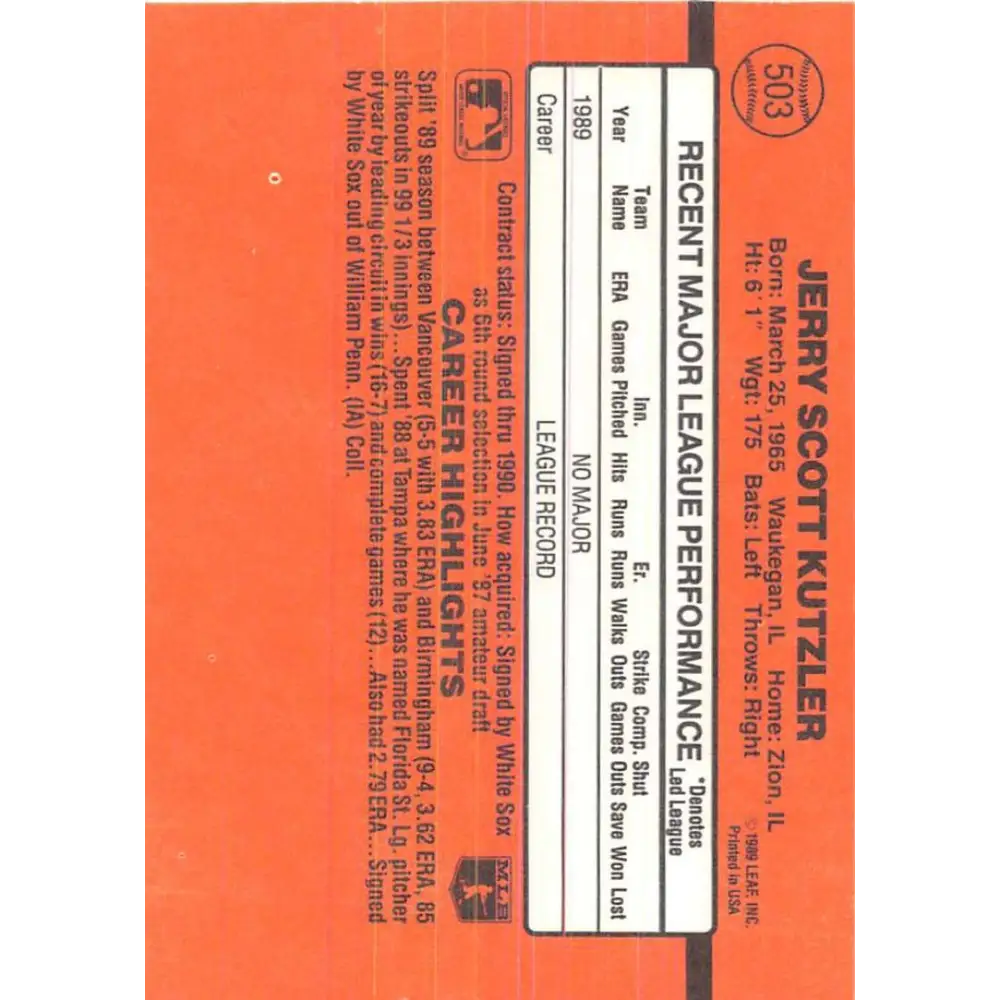 503
JERRY SCOTT KUTZLER
Born: March 25, 1965 Waukegan, IL Home: Zion, IL
Ht: 6' 1" Wgt: 175 Bats: Left Throws: Right
© 1989 LEAF, INC.
Printed in USA
RECENT MAJOR LEAGUE PERFORMANCE
*Denotes
Led League
Team Inn. Er. Strike Comp. Shut
Year Name ERA Games Pitched Hits Runs Runs Walks Outs Games Outs Save Won Lost
1989 NO MAJOR
Career LEAGUE RECORD
Contract status: Signed thru 1990. How acquired: Signed by White Sox
as 6th round selection in June '87 amateur draft
MLB
CAREER HIGHLIGHTS
Split '89 season between Vancouver (5-5 with 3.83 ERA) and Birmingham (9-4, 3.62 ERA, 85
strikeouts in 99 1/3 innings)...Spent '88 at Tampa where he was named Florida St. Lg. pitcher
of year by leading circuit in wins (16-7) and complete games (12)...Also had 2.79 ERA...Signed
by White Sox out of William Penn. (IA) Coll.